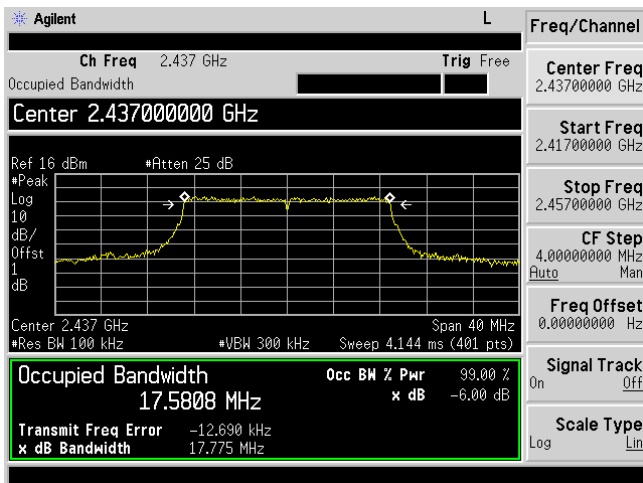 Agilent L
Freq/Channel
Ch Freq 2.437 GHz Trig Free
Occupied Bandwidth
Center 2.437000000 GHz
Ref 16 dBm #Atten 25 dB
#Peak
Log
10
dB/
Offst
1
dB
Center 2.437 GHz Span 40 MHz
#Res BW 100 kHz #VBW 300 kHz Sweep 4.144 ms (401 pts)
Occupied Bandwidth Occ BW % Pwr 99.00 %
17.5808 MHz x dB -6.00 dB
Transmit Freq Error -12.690 kHz
x dB Bandwidth 17.775 MHz
Center Freq
2.43700000 GHz
Start Freq
2.41700000 GHz
Stop Freq
2.45700000 GHz
CF Step
4.00000000 MHz
Auto Man
Freq Offset
0.00000000 Hz
Signal Track
On Off
Scale Type
Log Lin